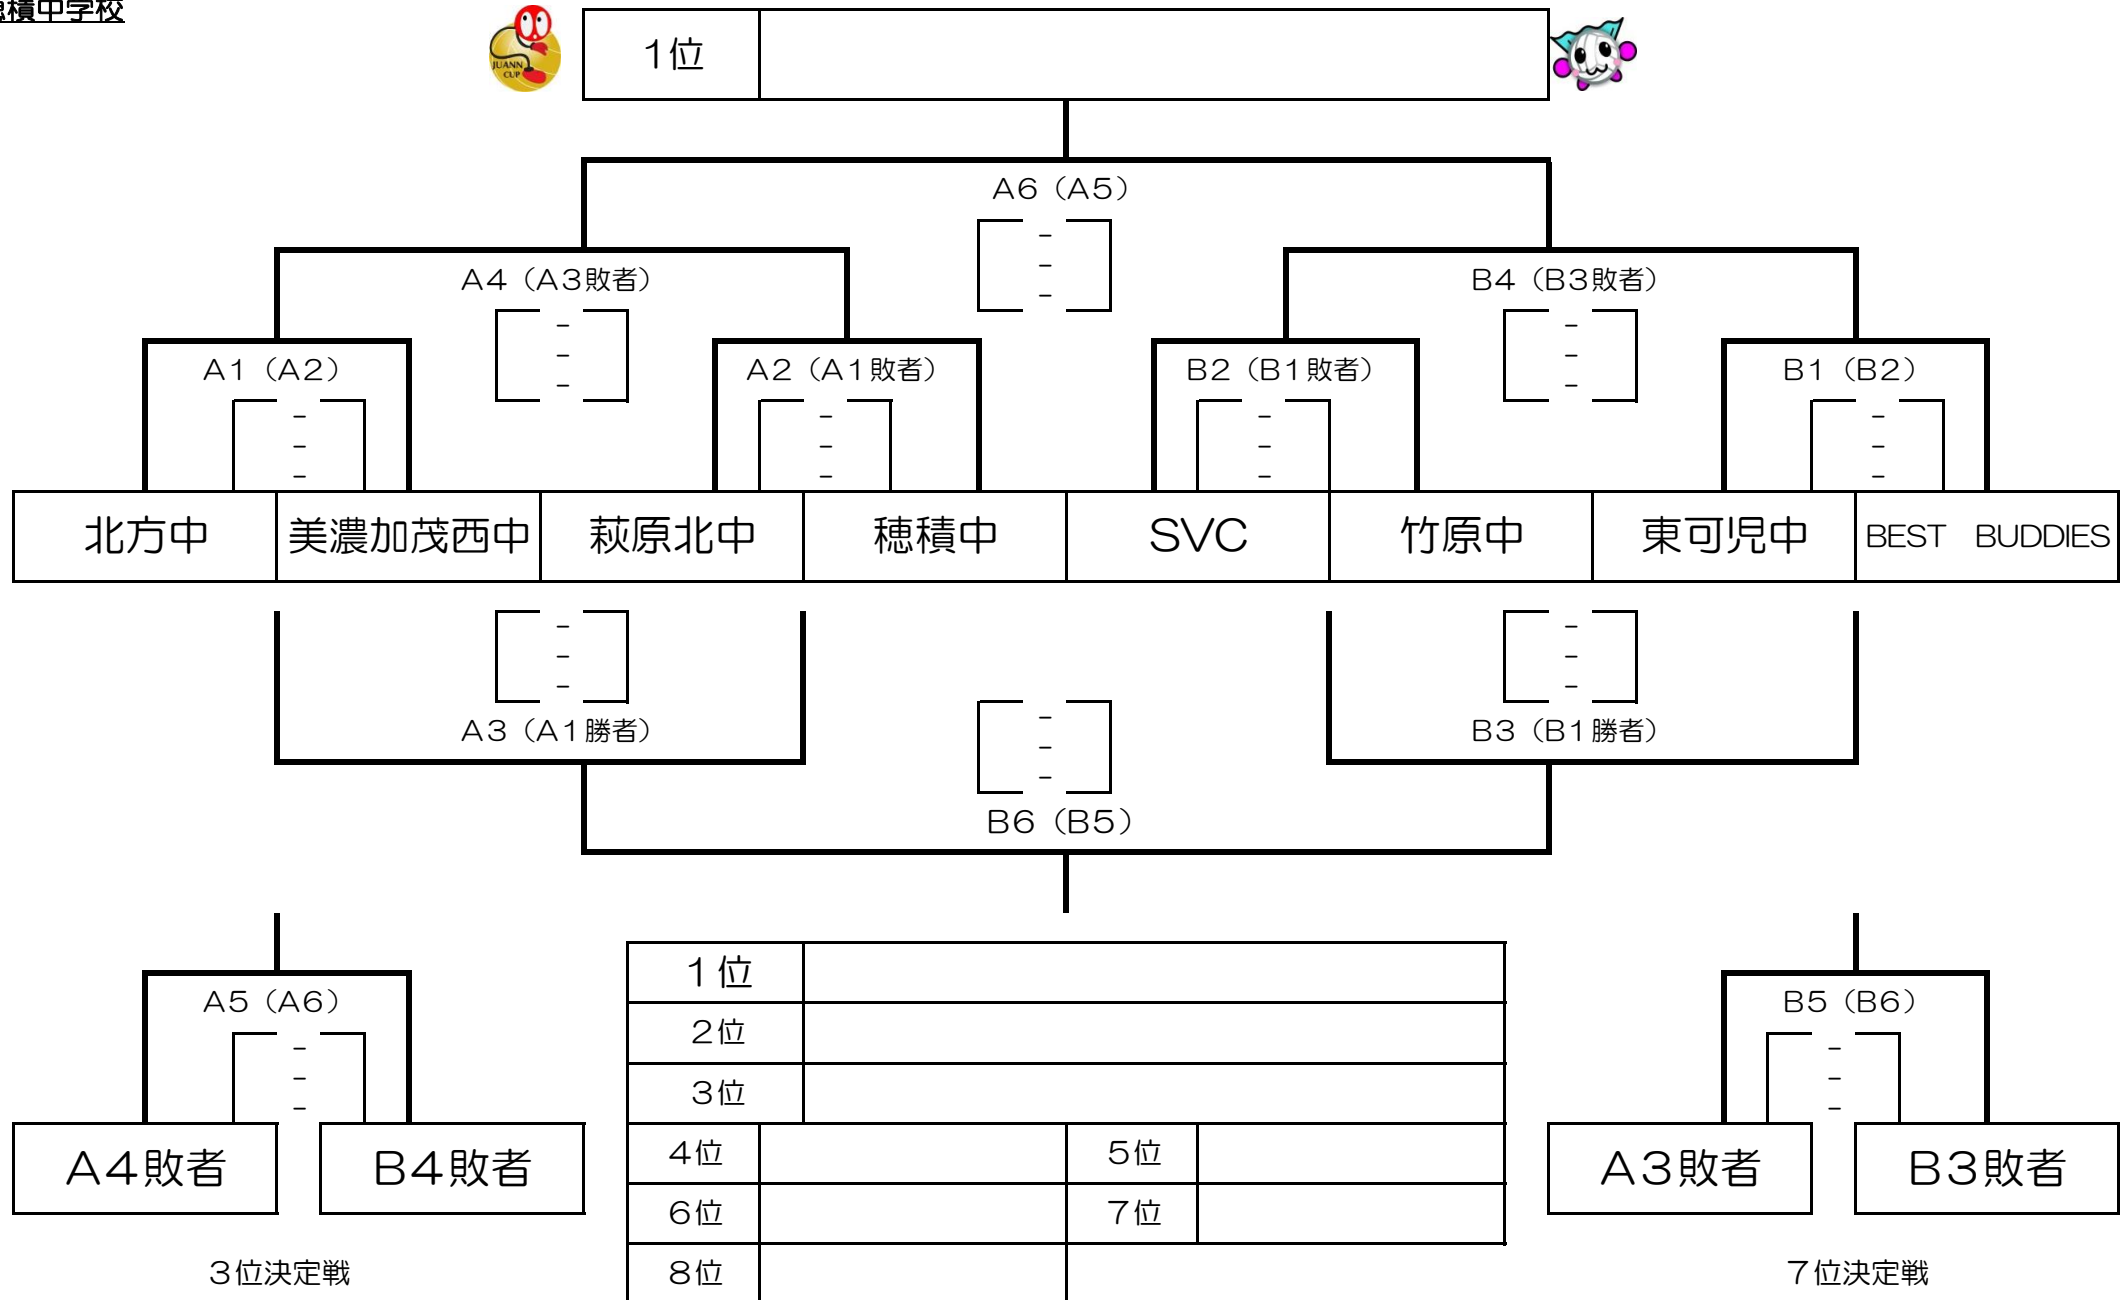 穂積中学校
JUANN
CUP
1位
A6（A5）
-
-
-
A4（A3敗者）
B4（B3敗者）
-
-
-
-
-
-
A1（A2）
A2（A1敗者）
B2（B1敗者）
B1（B2）
-
-
-
-
-
-
-
-
-
-
-
-
北方中 美濃加茂西中 萩原北中 穂積中 SVC 竹原中 東可児中 BEST BUDDIES
-
-
-
-
-
-
A3（A1勝者）
B3（B1勝者）
-
-
-
B6（B5）
A5（A6）
-
-
-
A4敗者 B4敗者
3位決定戦
1位
2位
3位
4位 5位
6位 7位
8位
B5（B6）
-
-
-
A3敗者 B3敗者
7位決定戦